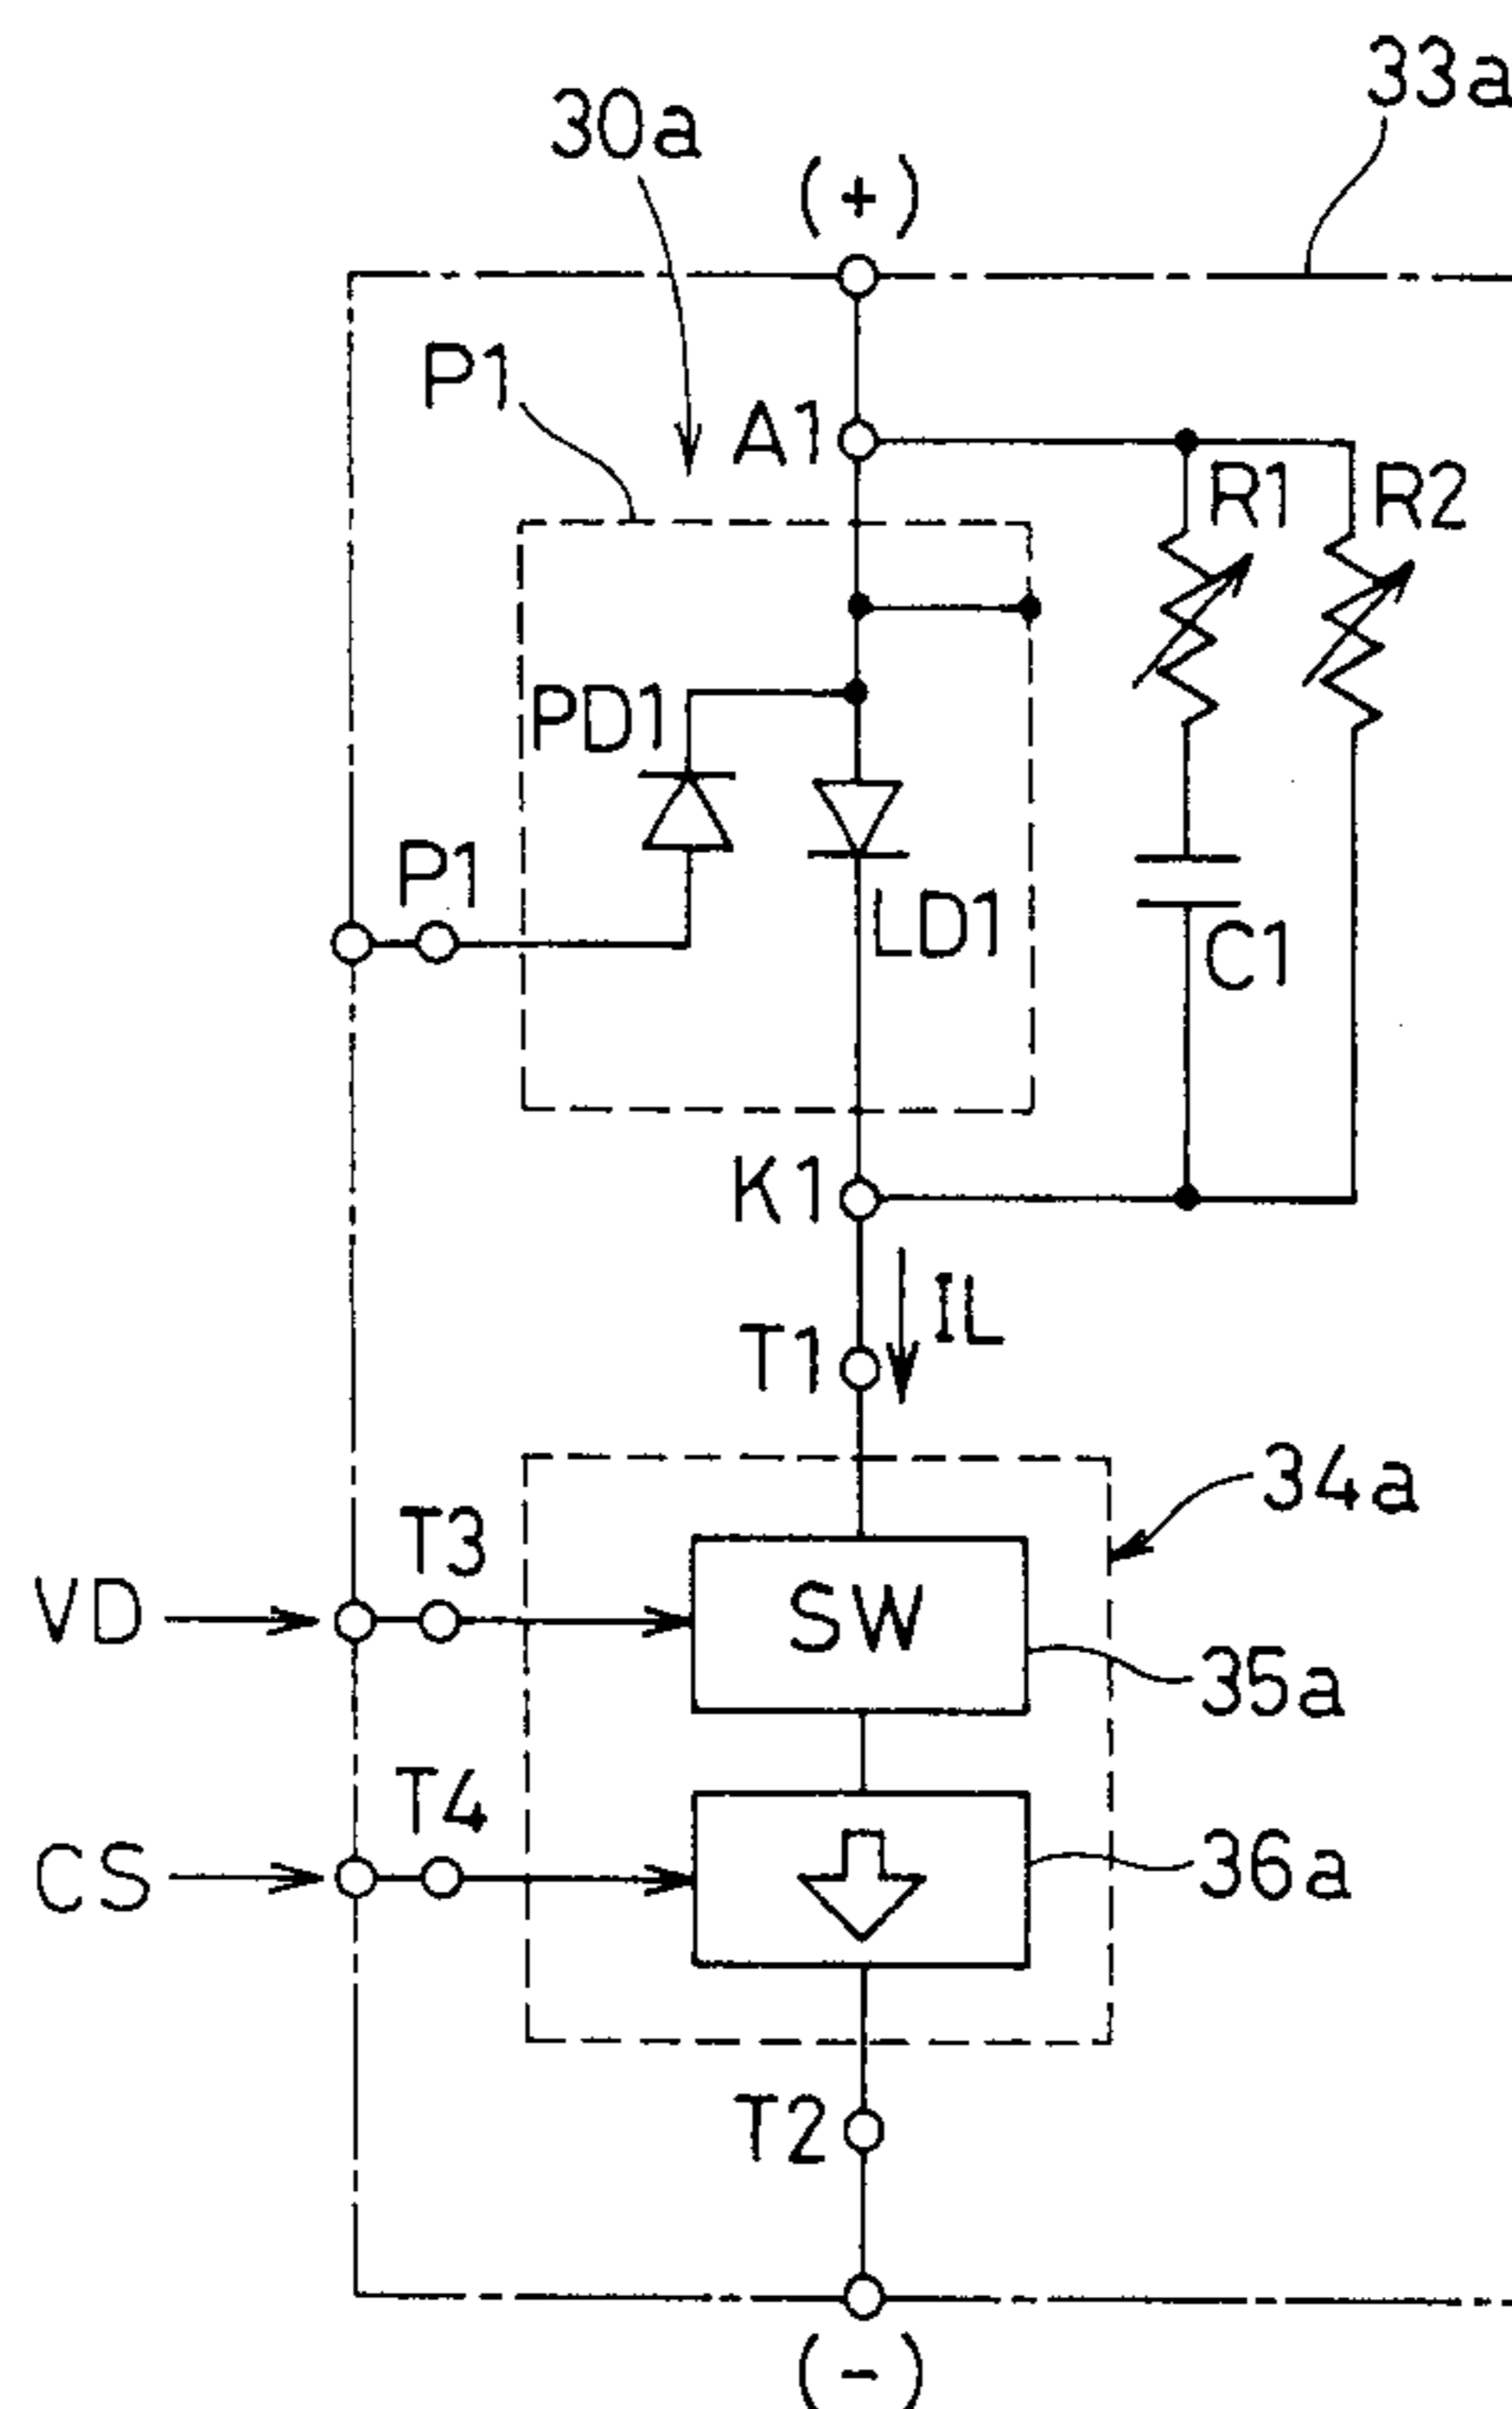 33a
30a
(+)
P1
A1
R1
R2
PD1
P1
LD1
C1
K1
IL
T1
34a
T3
VD
SW
35a
T4
CS
36a
T2
(-)